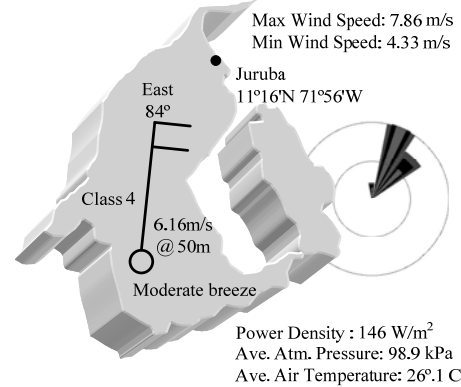 Max Wind Speed: 7.86 m/s
Min Wind Speed: 4.33 m/s
Juruba
11º16'N 71º56'W
East
84º
Class 4
6.16m/s
@ 50m
Moderate breeze
Power Density : 146 W/m²
Ave. Atm. Pressure: 98.9 kPa
Ave. Air Temperature: 26º.1 C